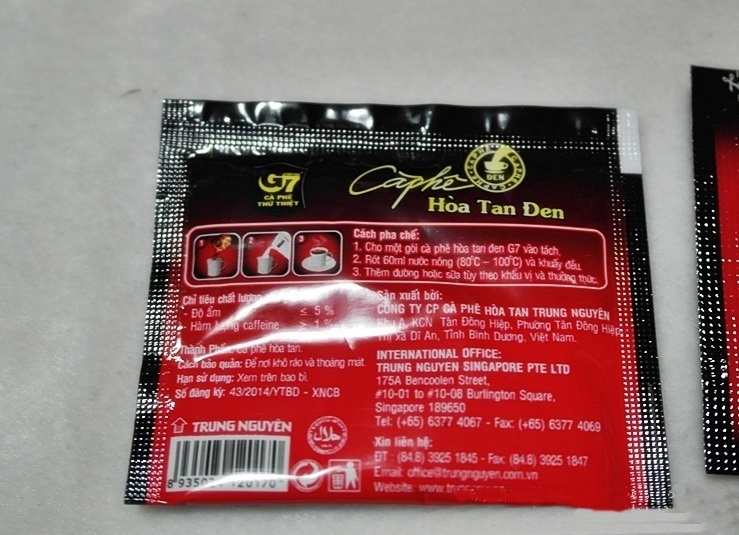 G7
CÀ PHÊ
THỨ THIỆT
Càphê
ĐEN
Hòa Tan Đen
1
2
3
Cách pha chế:
1. Cho một gói cà phê hòa tan đen G7 vào tách.
2. Rót 60ml nước nóng (80°C – 100°C) và khuấy đều.
3. Thêm đường hoặc sữa tùy theo khẩu vị và thưởng thức.
Chỉ tiêu chất lượng
- Độ ẩm ≤ 5 %
- Hàm lượng caffeine ≥ 1 %
Thành Phần: Cà phê hòa tan.
Cách bảo quản: Để nơi khô ráo và thoáng mát.
Hạn sử dụng: Xem trên bao bì.
Số đăng ký: 43/2014/YTBD - XNCB
TRUNG NGUYÊN
Sản xuất bởi:
CÔNG TY CP CÀ PHÊ HÒA TAN TRUNG NGUYÊN
Khu A, KCN Tân Đông Hiệp, Phường Tân Đông Hiệp,
Thị xã Dĩ An, Tỉnh Bình Dương, Việt Nam.
INTERNATIONAL OFFICE:
TRUNG NGUYEN SINGAPORE PTE LTD
175A Bencoolen Street,
#10-01 to #10-08 Burlington Square,
Singapore 189650
Tel: (+65) 6377 4067 - Fax: (+65) 6377 4069
Xin liên hệ:
ĐT : (84.8) 3925 1845 - Fax: (84.8) 3925 1847
Email: office@trungnguyen.com.vn
Website: